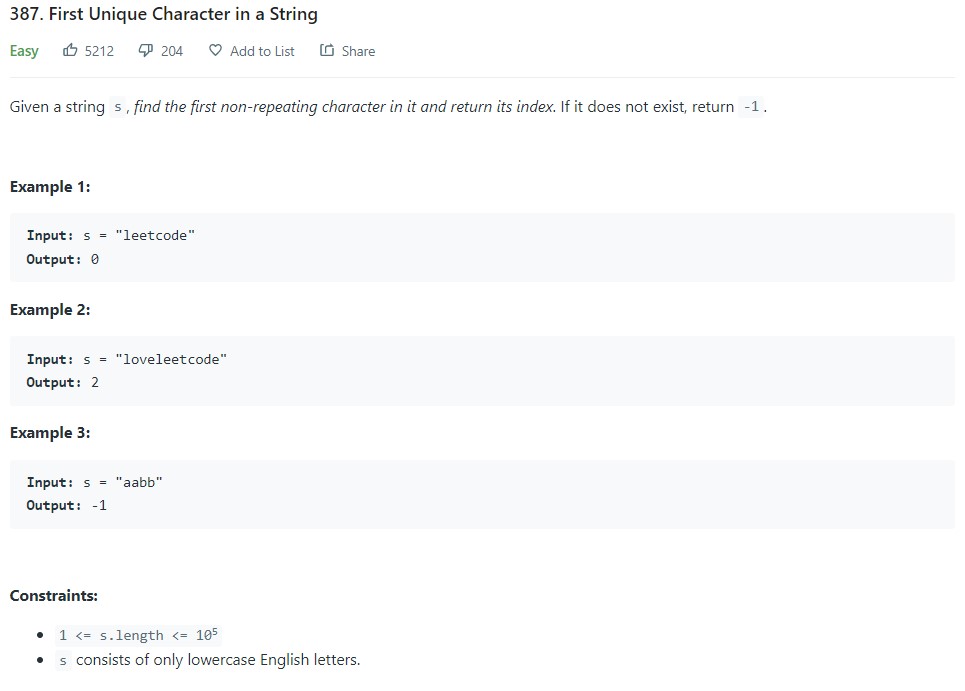 387. First Unique Character in a String
Easy 5212 204 Add to List Share
Given a string s, find the first non-repeating character in it and return its index. If it does not exist, return -1.
Example 1:
Input: s = "leetcode"
Output: 0
Example 2:
Input: s = "loveleetcode"
Output: 2
Example 3:
Input: s = "aabb"
Output: -1
Constraints:
• 1 <= s.length <= 10⁵
• s consists of only lowercase English letters.